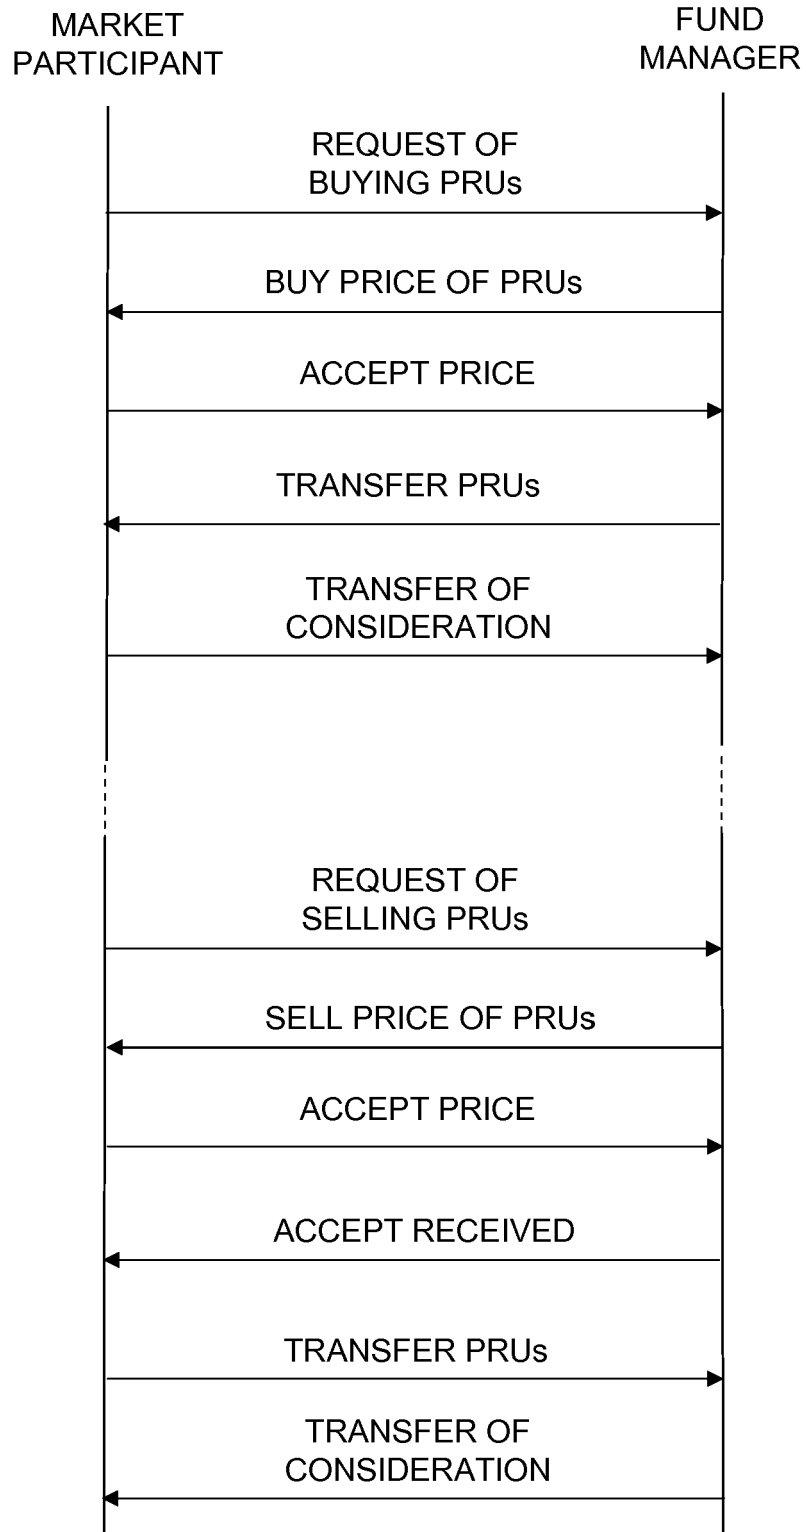 MARKET
PARTICIPANT
FUND
MANAGER
REQUEST OF
BUYING PRUs
BUY PRICE OF PRUs
ACCEPT PRICE
TRANSFER PRUs
TRANSFER OF
CONSIDERATION
REQUEST OF
SELLING PRUs
SELL PRICE OF PRUs
ACCEPT PRICE
ACCEPT RECEIVED
TRANSFER PRUs
TRANSFER OF
CONSIDERATION